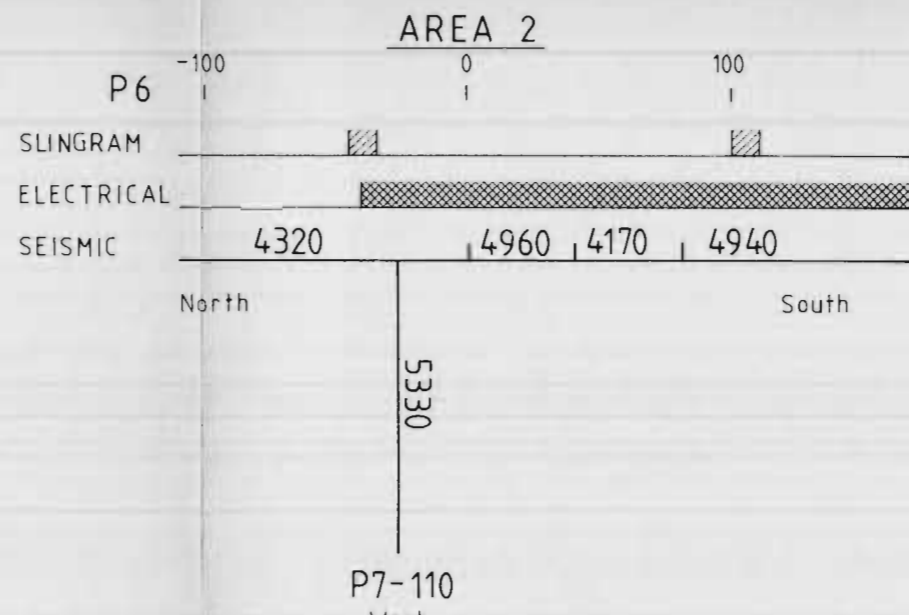 AREA 2
-100 0 100
P6
SLINGRAM
ELECTRICAL
SEISMIC 4320 4960 4170 4940
North South
5330
P7-110